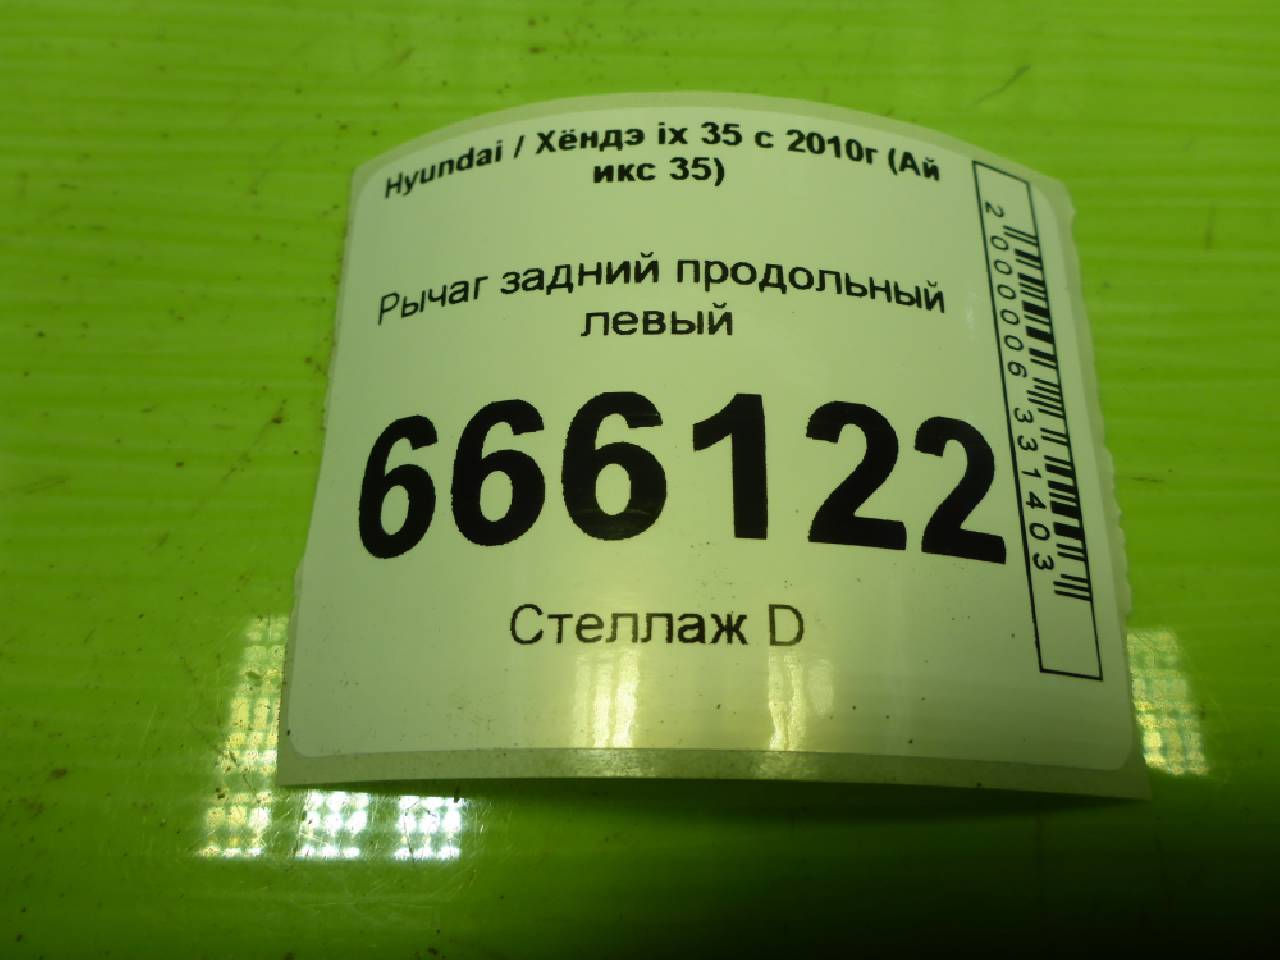 Hyundai / Хёндэ ix 35 с 2010г (Ай
икс 35)
Рычаг задний продольный
левый
666122
Стеллаж D
2000006331403